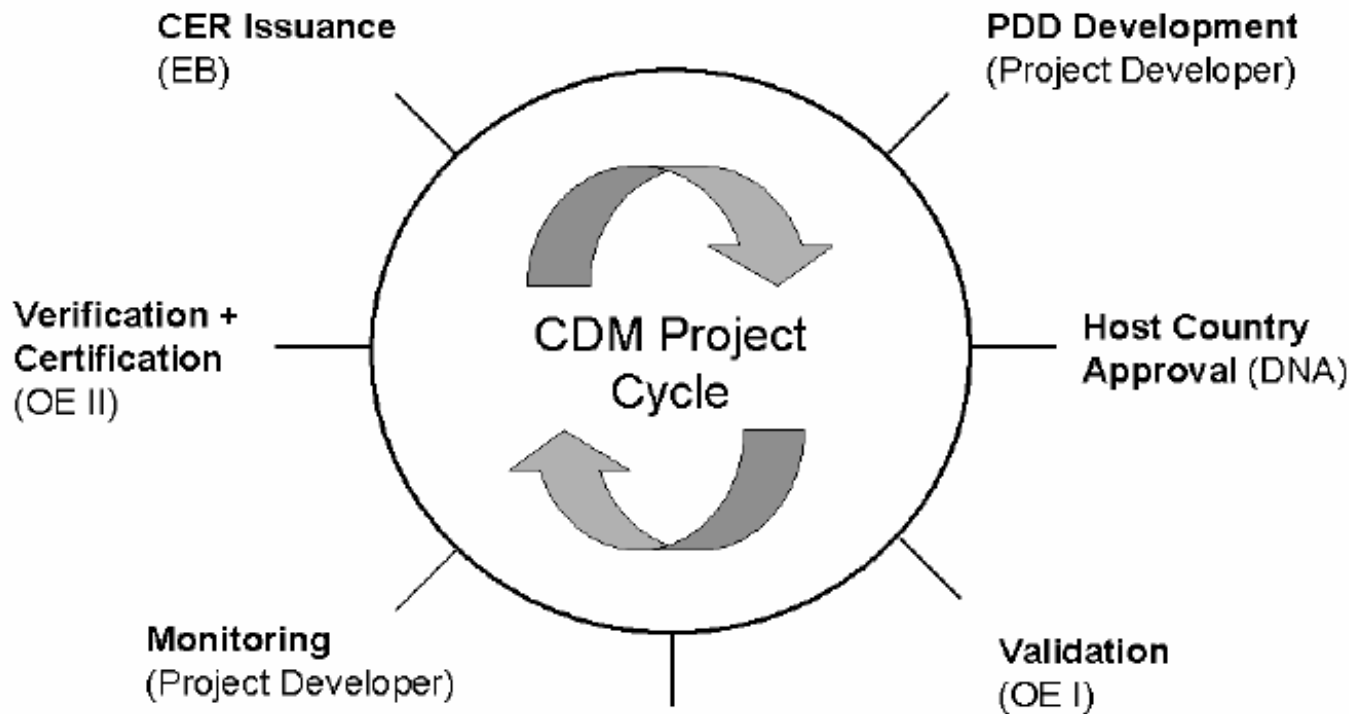 CER Issuance
(EB)
PDD Development
(Project Developer)
Verification +
Certification
(OE II)
CDM Project
Cycle
Host Country
Approval (DNA)
Monitoring
(Project Developer)
Validation
(OE I)